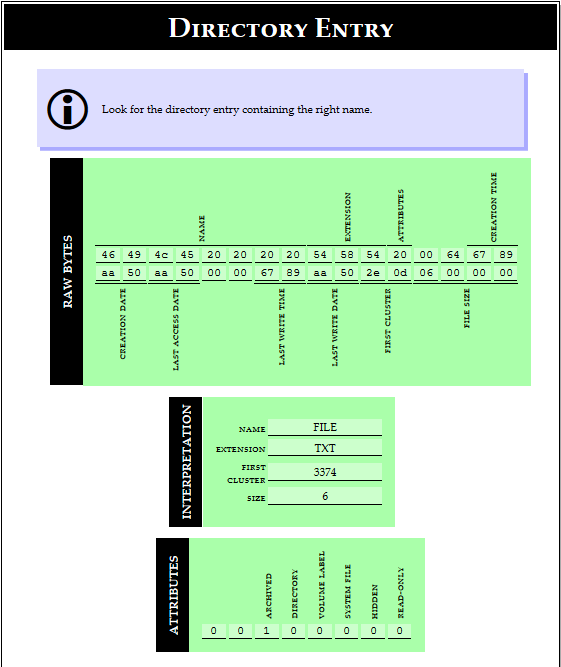 DIRECTORY ENTRY
Look for the directory entry containing the right name.
RAW BYTES
NAME EXTENSION ATTRIBUTES CREATION TIME
46 49 4c 45 20 20 20 20 54 58 54 20 00 64 67 89
aa 50 aa 50 00 00 67 89 aa 50 2e 0d 06 00 00 00
CREATION DATE LAST ACCESS DATE LAST WRITE TIME LAST WRITE DATE FIRST CLUSTER FILE SIZE
INTERPRETATION
NAME FILE
EXTENSION TXT
FIRST
CLUSTER 3374
SIZE 6
ATTRIBUTES
ARCHIVED DIRECTORY VOLUME LABEL SYSTEM FILE HIDDEN READ-ONLY
0 0 1 0 0 0 0 0